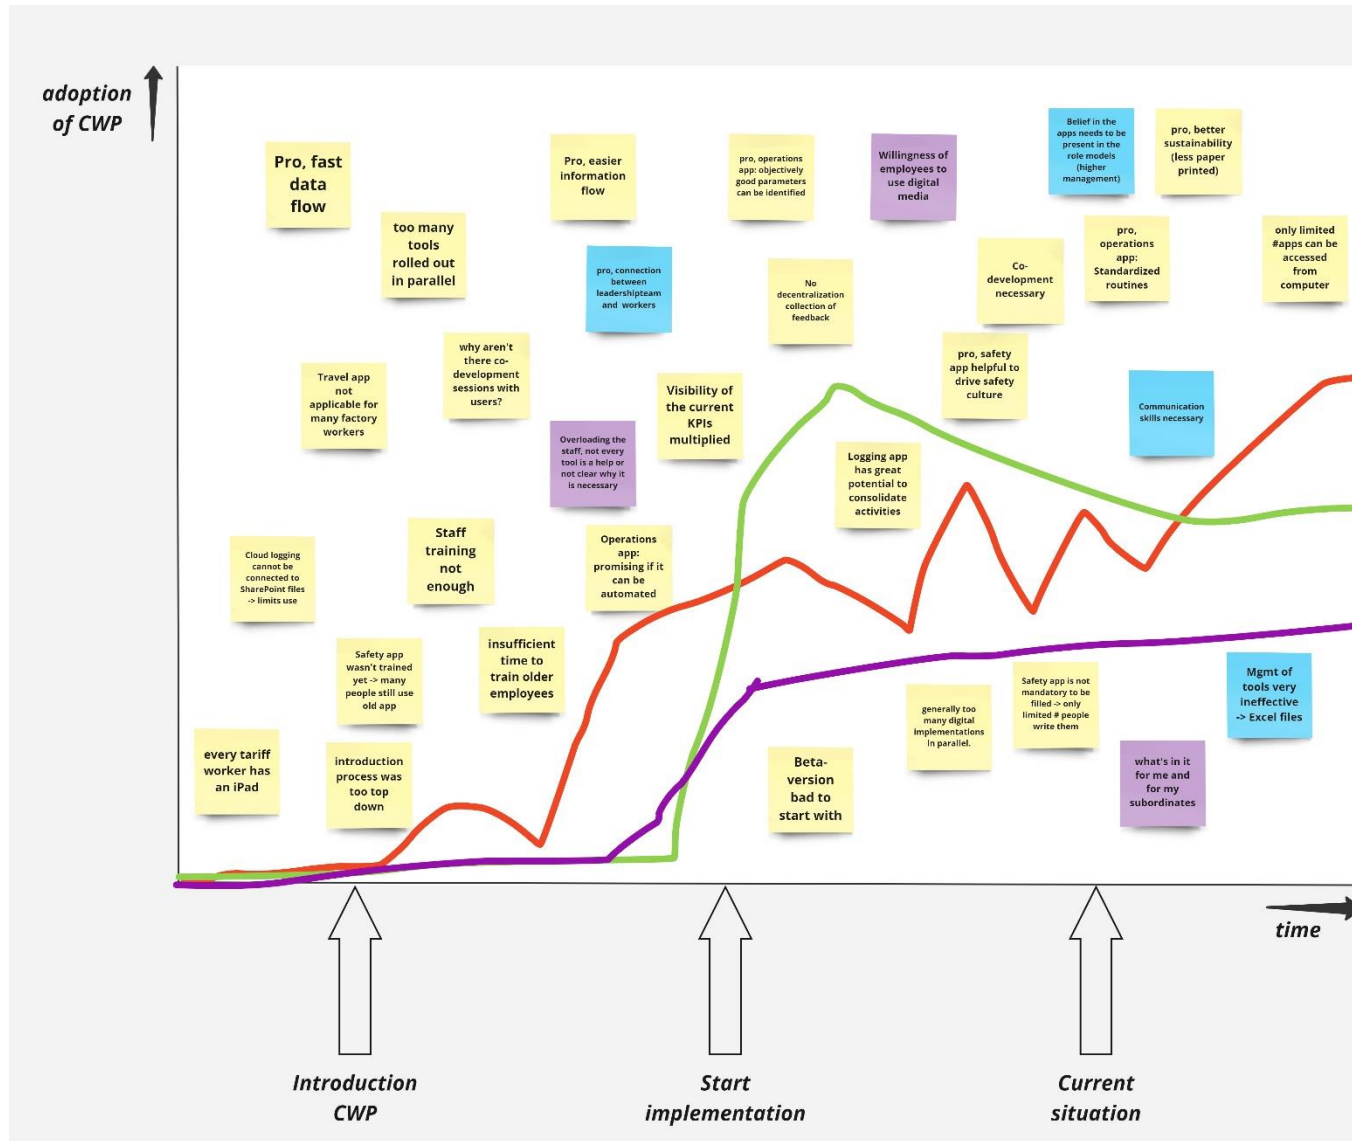 adoption
of CWP
Pro, fast
data
flow
too many
tools
rolled out
in parallel
Pro, easier
information
flow
pro, connection
between
leadershipteam
and workers
pro, operations
app: objectively
good parameters
can be identified
Willingness of
employees to
use digital
media
Belief in the
apps needs to be
present in the
role models
(higher
management)
pro, better
sustainability
(less paper
printed)
No
decentralization
collection of
feedback
Co-
development
necessary
pro,
operations
app:
Standardized
routines
only limited
#apps can be
accessed
from
computer
Travel app
not
applicable for
many factory
workers
why aren't
there co-
development
sessions with
users?
Visibility of
the current
KPIs
multiplied
pro, safety
app helpful to
drive safety
culture
Communication
skills necessary
Overloading the
staff, not every
tool is a help or
not clear why it
is necessary
Logging app
has great
potential to
consolidate
activities
Cloud logging
cannot be
connected to
SharePoint files
-> limits use
Staff
training
not
enough
Operations
app:
promising if it
can be
automated
Safety app
wasn't trained
yet -> many
people still use
old app
insufficient
time to
train older
employees
generally too
many digital
implementations
in parallel.
Safety app is not
mandatory to be
filled -> only
limited # people
write them
Mgmt of
tools very
ineffective
-> Excel files
every tariff
worker has
an iPad
introduction
process was
too top
down
Beta-
version
bad to
start with
what's in it
for me and
for my
subordinates
time
Introduction
CWP
Start
implementation
Current
situation